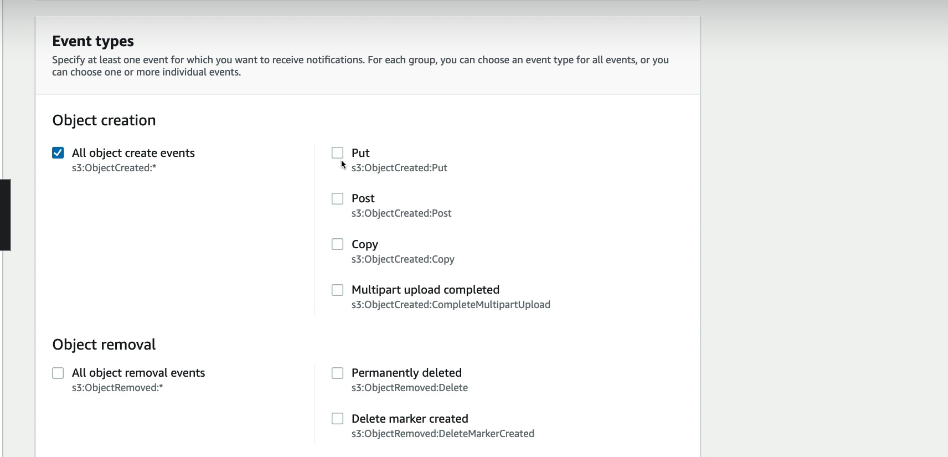 Event types
Specify at least one event for which you want to receive notifications. For each group, you can choose an event type for all events, or you
can choose one or more individual events.
Object creation
All object create events
s3:ObjectCreated:*
Put
s3:ObjectCreated:Put
Post
s3:ObjectCreated:Post
Copy
s3:ObjectCreated:Copy
Multipart upload completed
s3:ObjectCreated:CompleteMultipartUpload
Object removal
All object removal events
s3:ObjectRemoved:*
Permanently deleted
s3:ObjectRemoved:Delete
Delete marker created
s3:ObjectRemoved:DeleteMarkerCreated